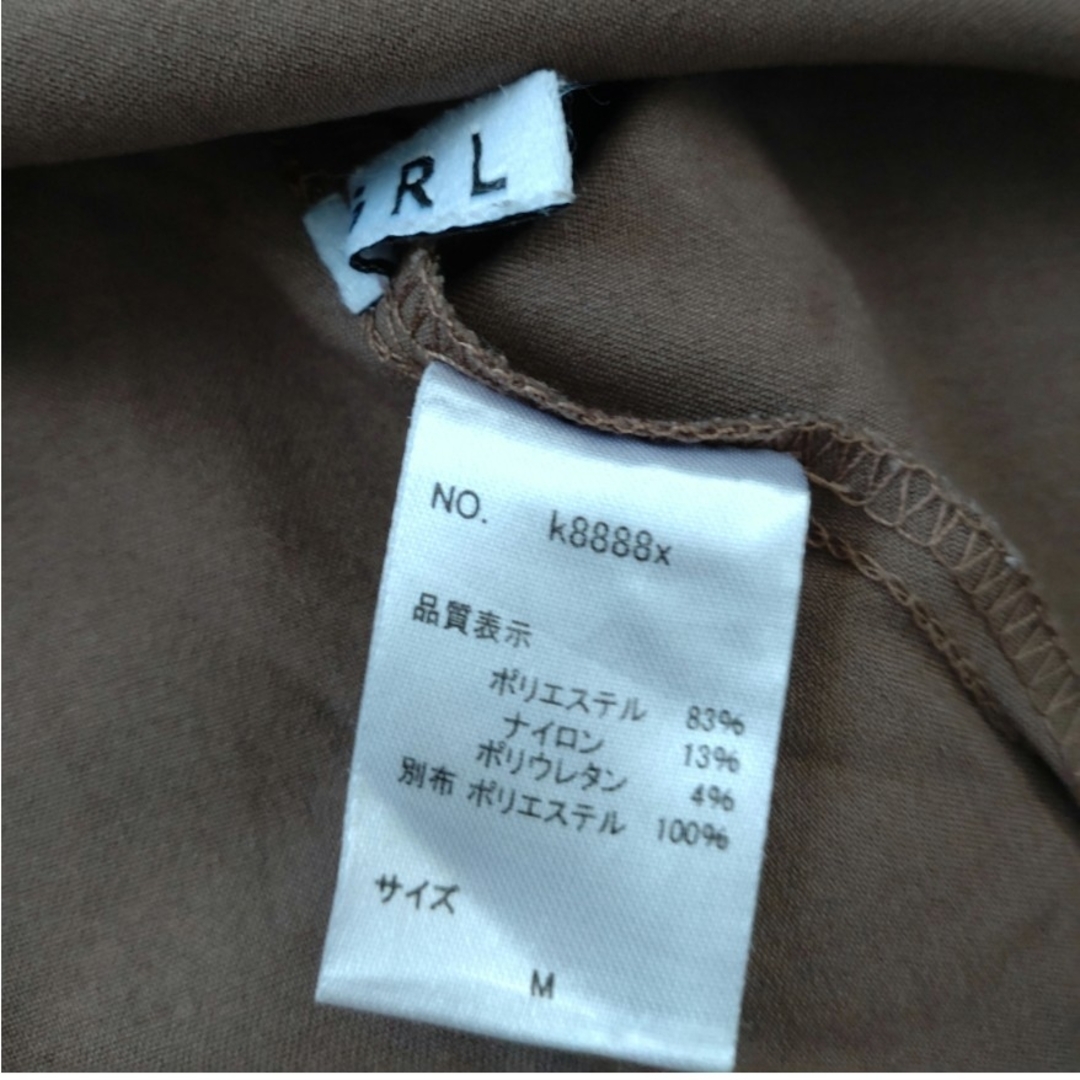 GRL
NO. k8888x
品質表示
ポリエステル 83%
ナイロン 13%
ポリウレタン 4%
別布 ポリエステル 100%
サイズ
M